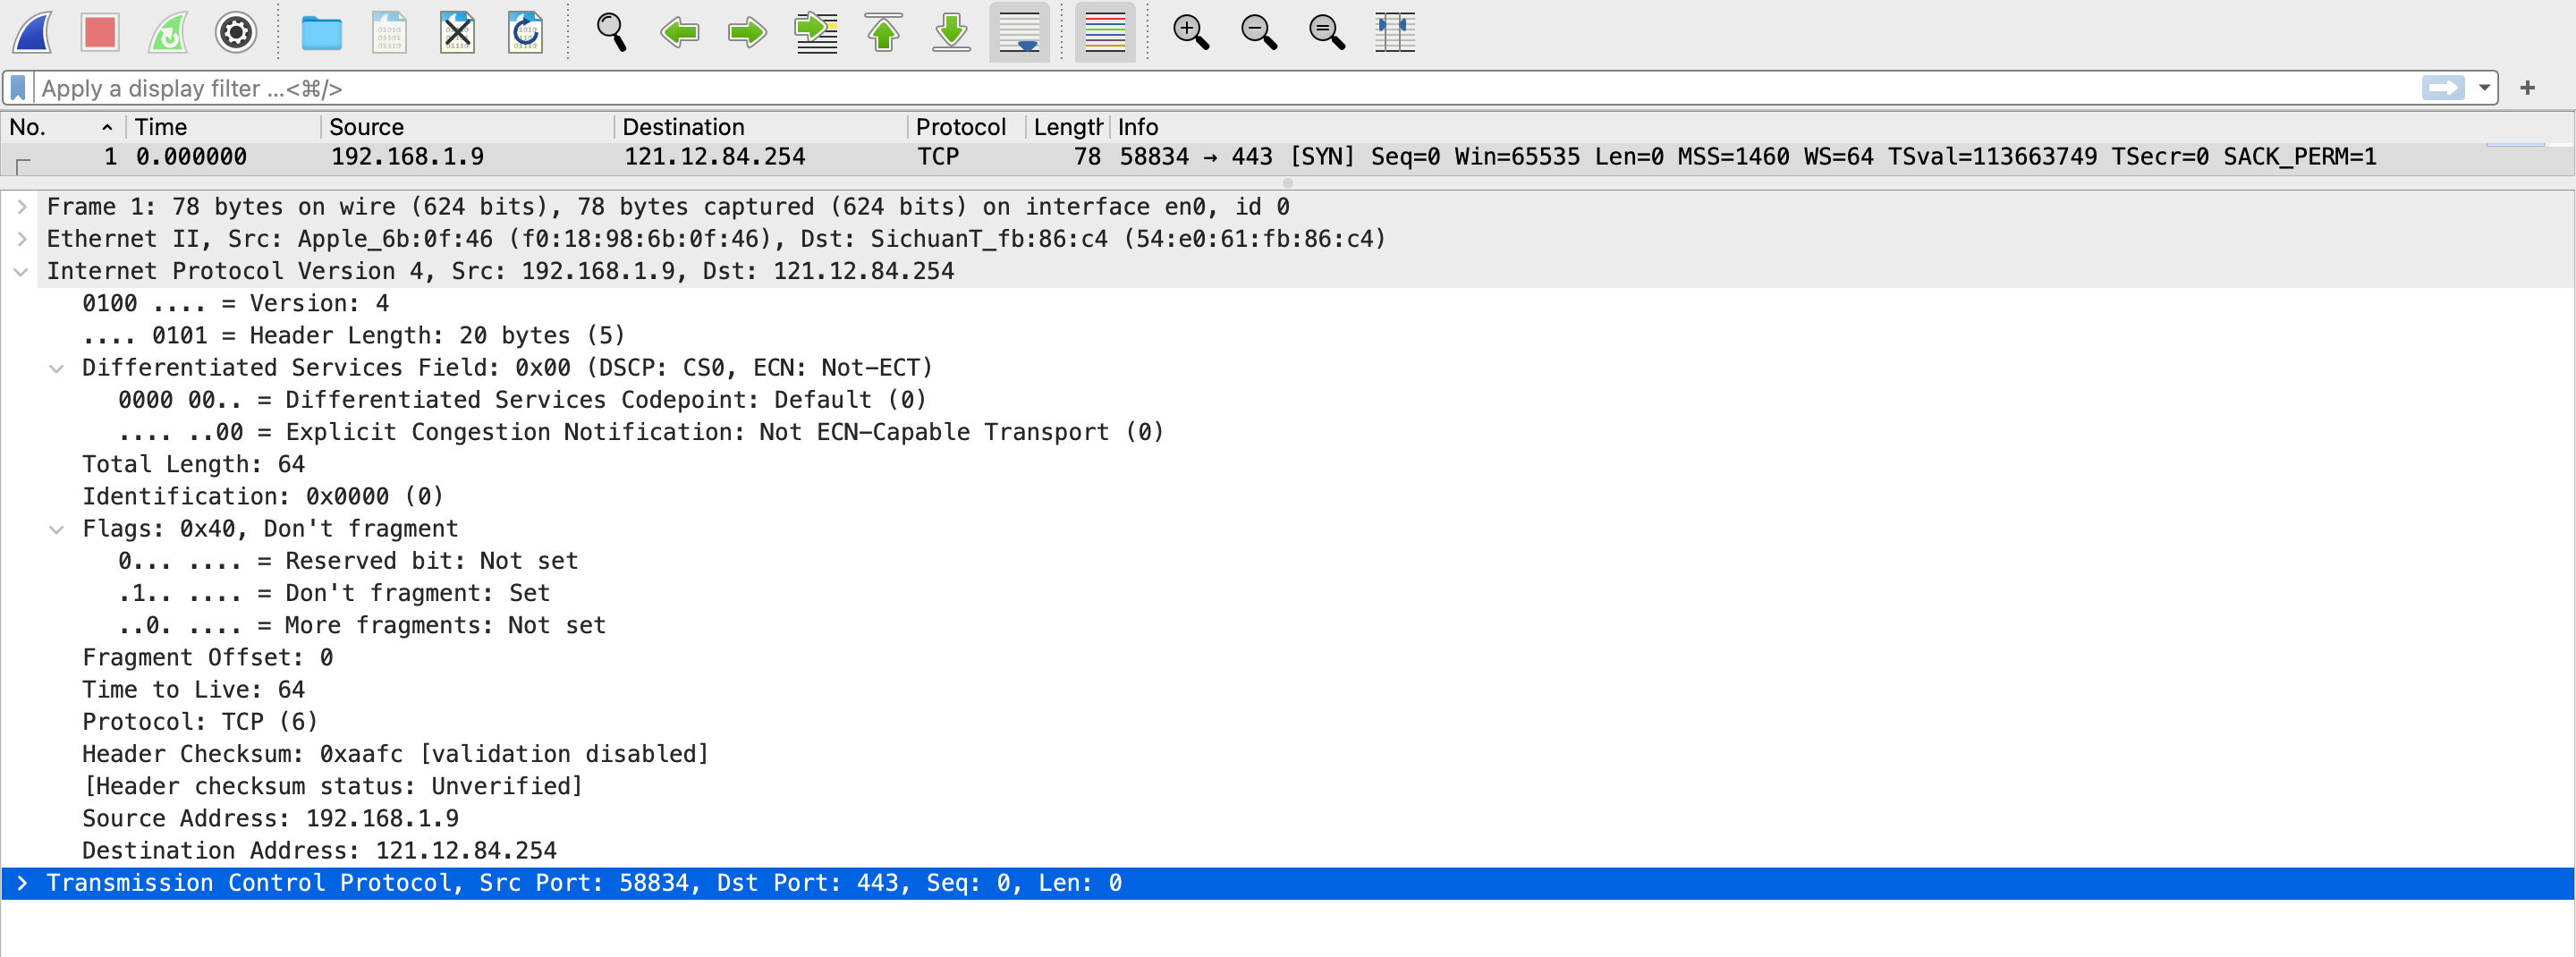 Apply a display filter ...<⌘/>
No. Time Source Destination Protocol Length Info
1 0.000000 192.168.1.9 121.12.84.254 TCP 78 58834 → 443 [SYN] Seq=0 Win=65535 Len=0 MSS=1460 WS=64 TSval=113663749 TSecr=0 SACK_PERM=1
Frame 1: 78 bytes on wire (624 bits), 78 bytes captured (624 bits) on interface en0, id 0
Ethernet II, Src: Apple_6b:0f:46 (f0:18:98:6b:0f:46), Dst: SichuanT_fb:86:c4 (54:e0:61:fb:86:c4)
Internet Protocol Version 4, Src: 192.168.1.9, Dst: 121.12.84.254
0100 .... = Version: 4
.... 0101 = Header Length: 20 bytes (5)
Differentiated Services Field: 0x00 (DSCP: CS0, ECN: Not-ECT)
0000 00.. = Differentiated Services Codepoint: Default (0)
.... ..00 = Explicit Congestion Notification: Not ECN-Capable Transport (0)
Total Length: 64
Identification: 0x0000 (0)
Flags: 0x40, Don't fragment
0... .... = Reserved bit: Not set
.1.. .... = Don't fragment: Set
..0. .... = More fragments: Not set
Fragment Offset: 0
Time to Live: 64
Protocol: TCP (6)
Header Checksum: 0xaafc [validation disabled]
[Header checksum status: Unverified]
Source Address: 192.168.1.9
Destination Address: 121.12.84.254
Transmission Control Protocol, Src Port: 58834, Dst Port: 443, Seq: 0, Len: 0